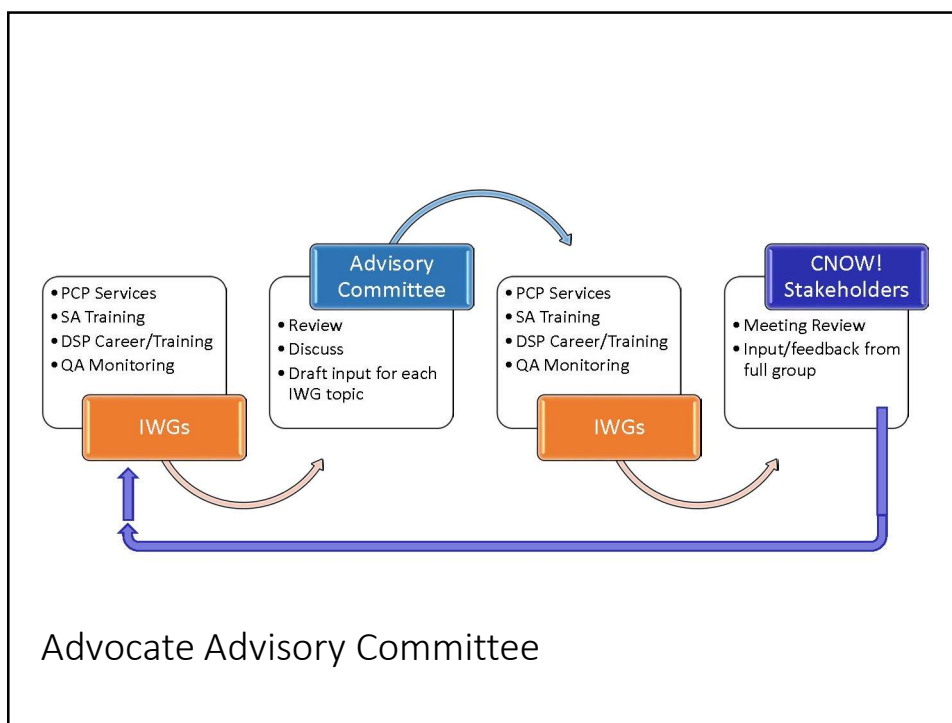 • PCP Services
• SA Training
• DSP Career/Training
• QA Monitoring
IWGs
Advisory
Committee
• Review
• Discuss
• Draft input for each
IWG topic
• PCP Services
• SA Training
• DSP Career/Training
• QA Monitoring
IWGs
CNOW!
Stakeholders
• Meeting Review
• Input/feedback from
full group
Advocate Advisory Committee